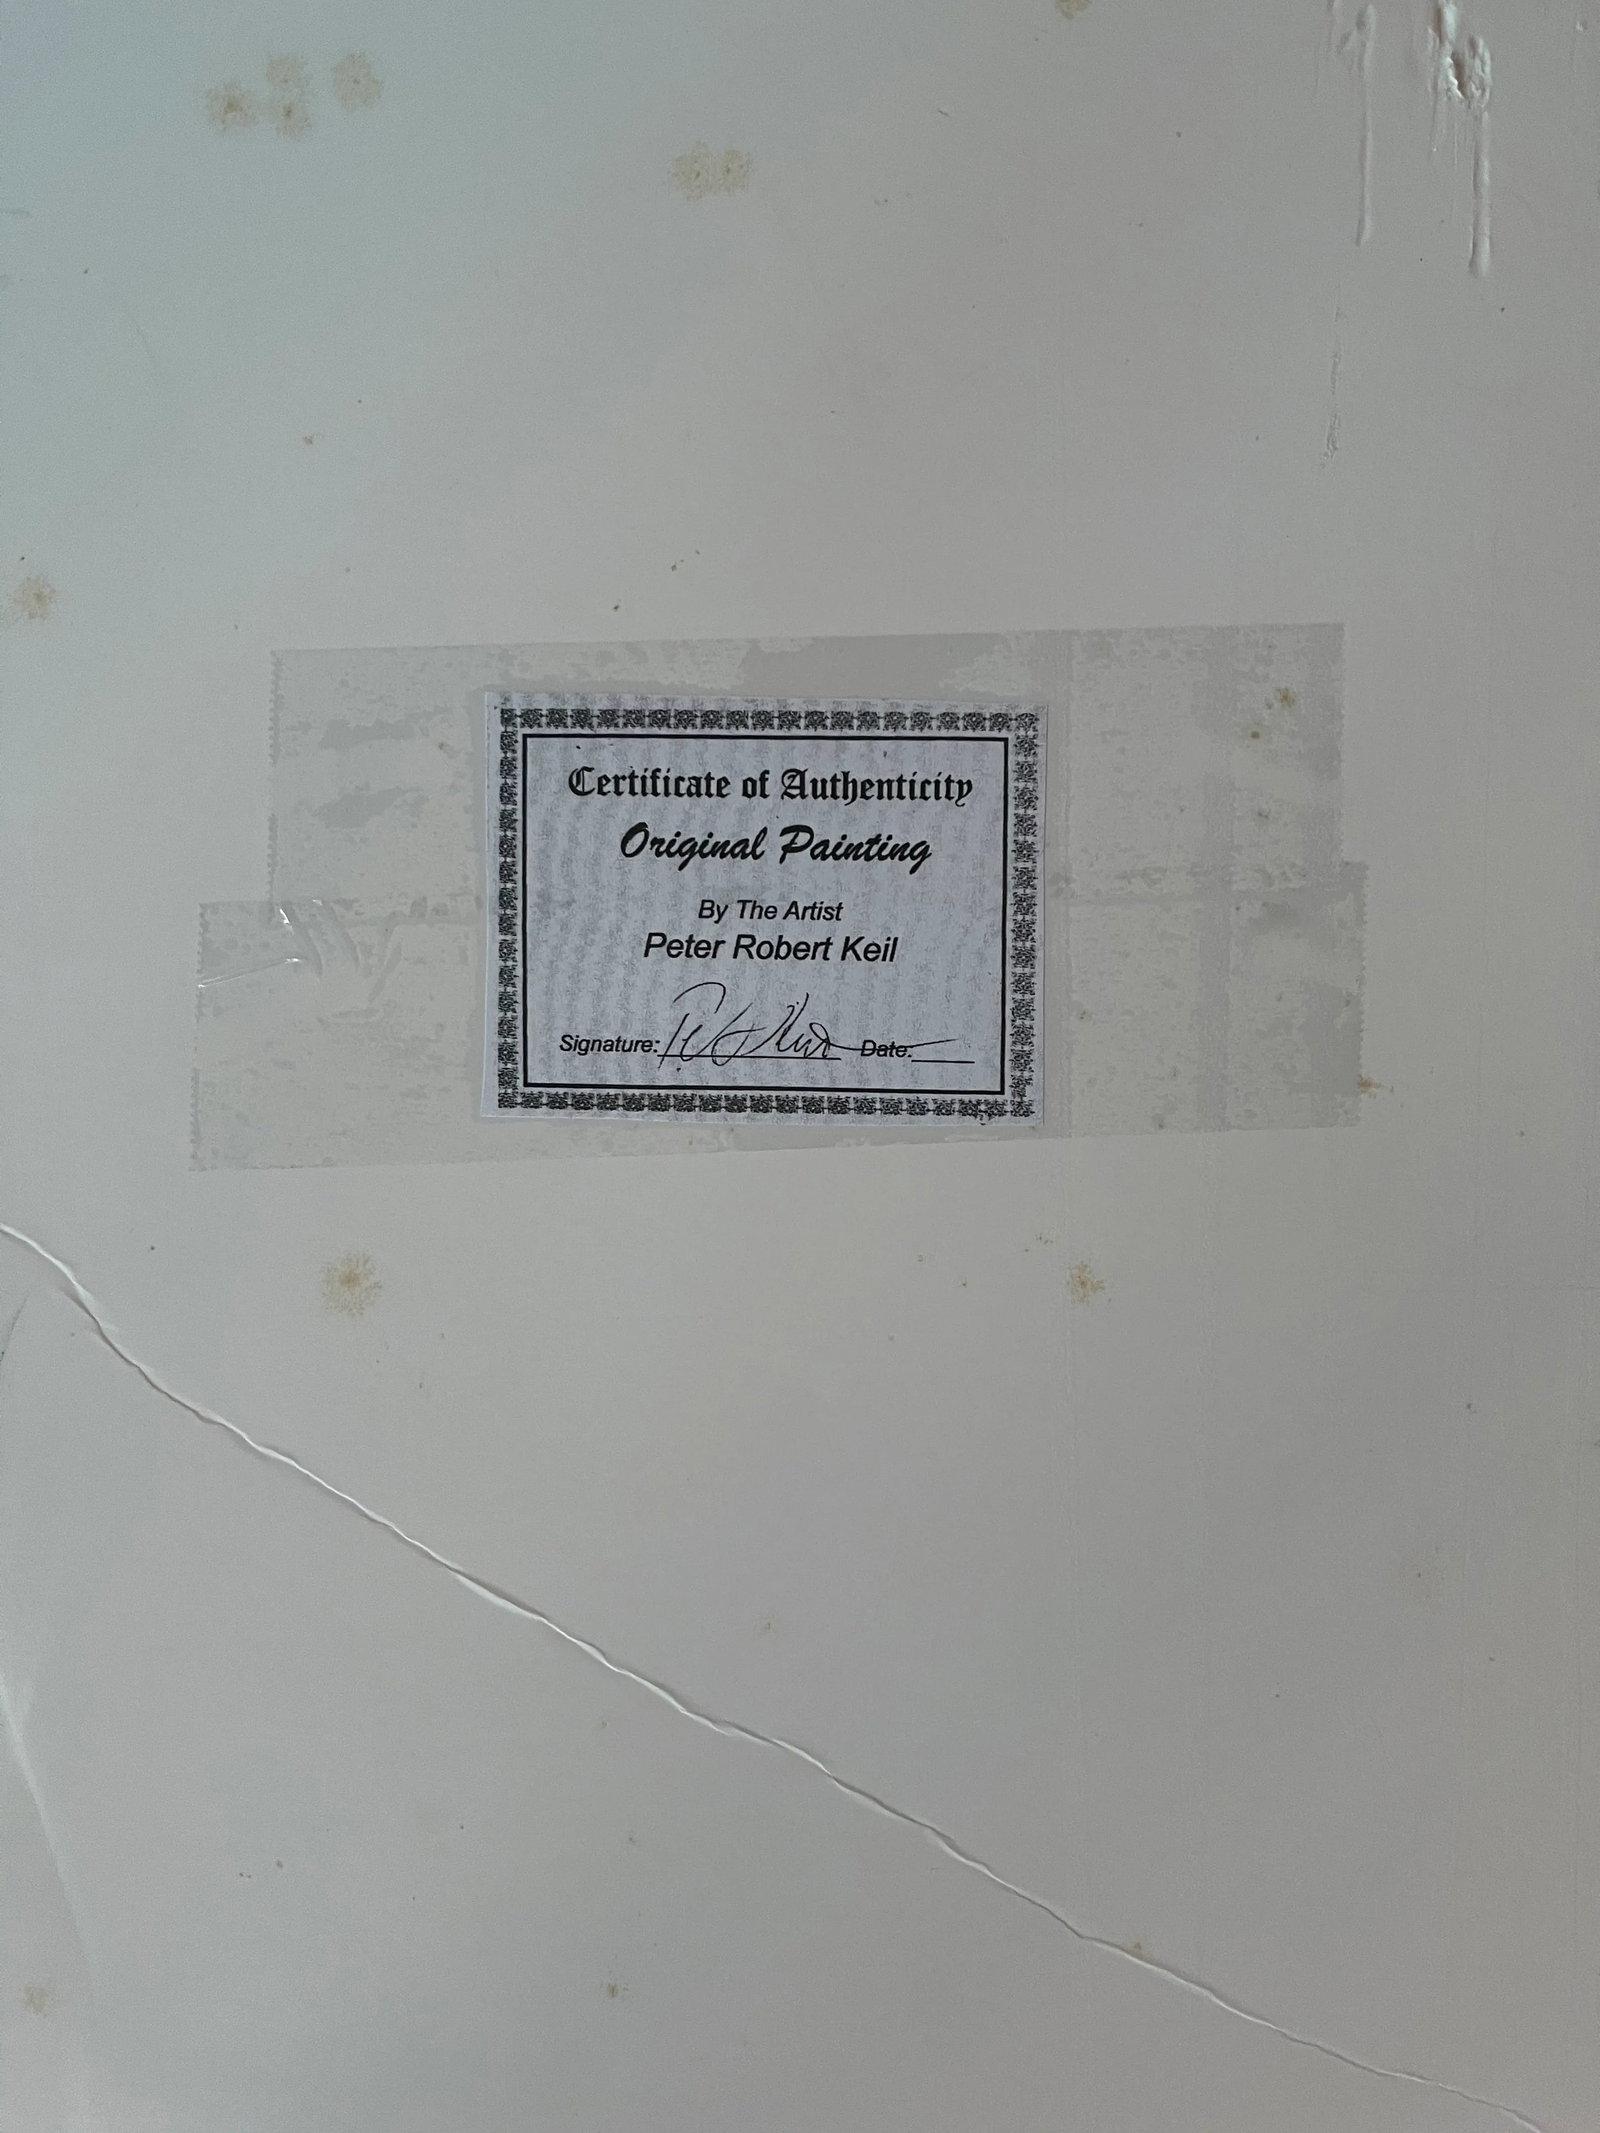 Certificate of Authenticity
Original Painting
By The Artist
Peter Robert Keil
Signature: Date: